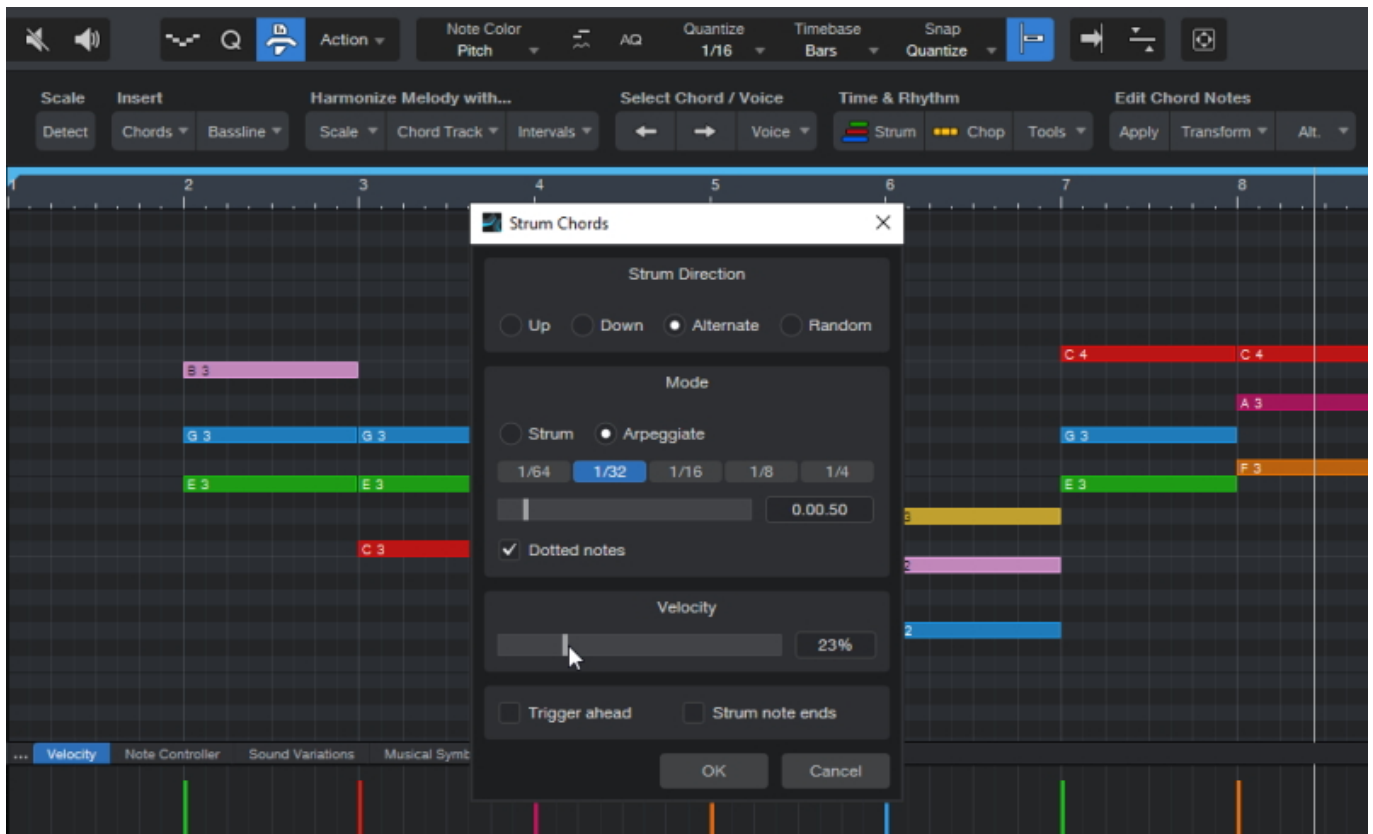 Note Color Quantize Timebase Snap
Q Action AQ Pitch 1/16 Bars Quantize
Scale Insert Harmonize Melody with... Select Chord / Voice Time & Rhythm Edit Chord Notes
Detect Chords Bassline Scale Chord Track Intervals Voice Strum Chop Tools Apply Transform Alt.
1 2 3 4 5 6 7 8
Strum Chords
Strum Direction
Up Down Alternate Random
C 4 C 4
B 3 Mode
A 3
G 3 G 3 Strum Arpeggiate G 3
1/64 1/32 1/16 1/8 1/4 F 3
E 3 E 3 E 3
0.00.50
C 3 Dotted notes
Velocity
2
23%
Trigger ahead Strum note ends
... Velocity Note Controller Sound Variations Musical Symb
OK Cancel